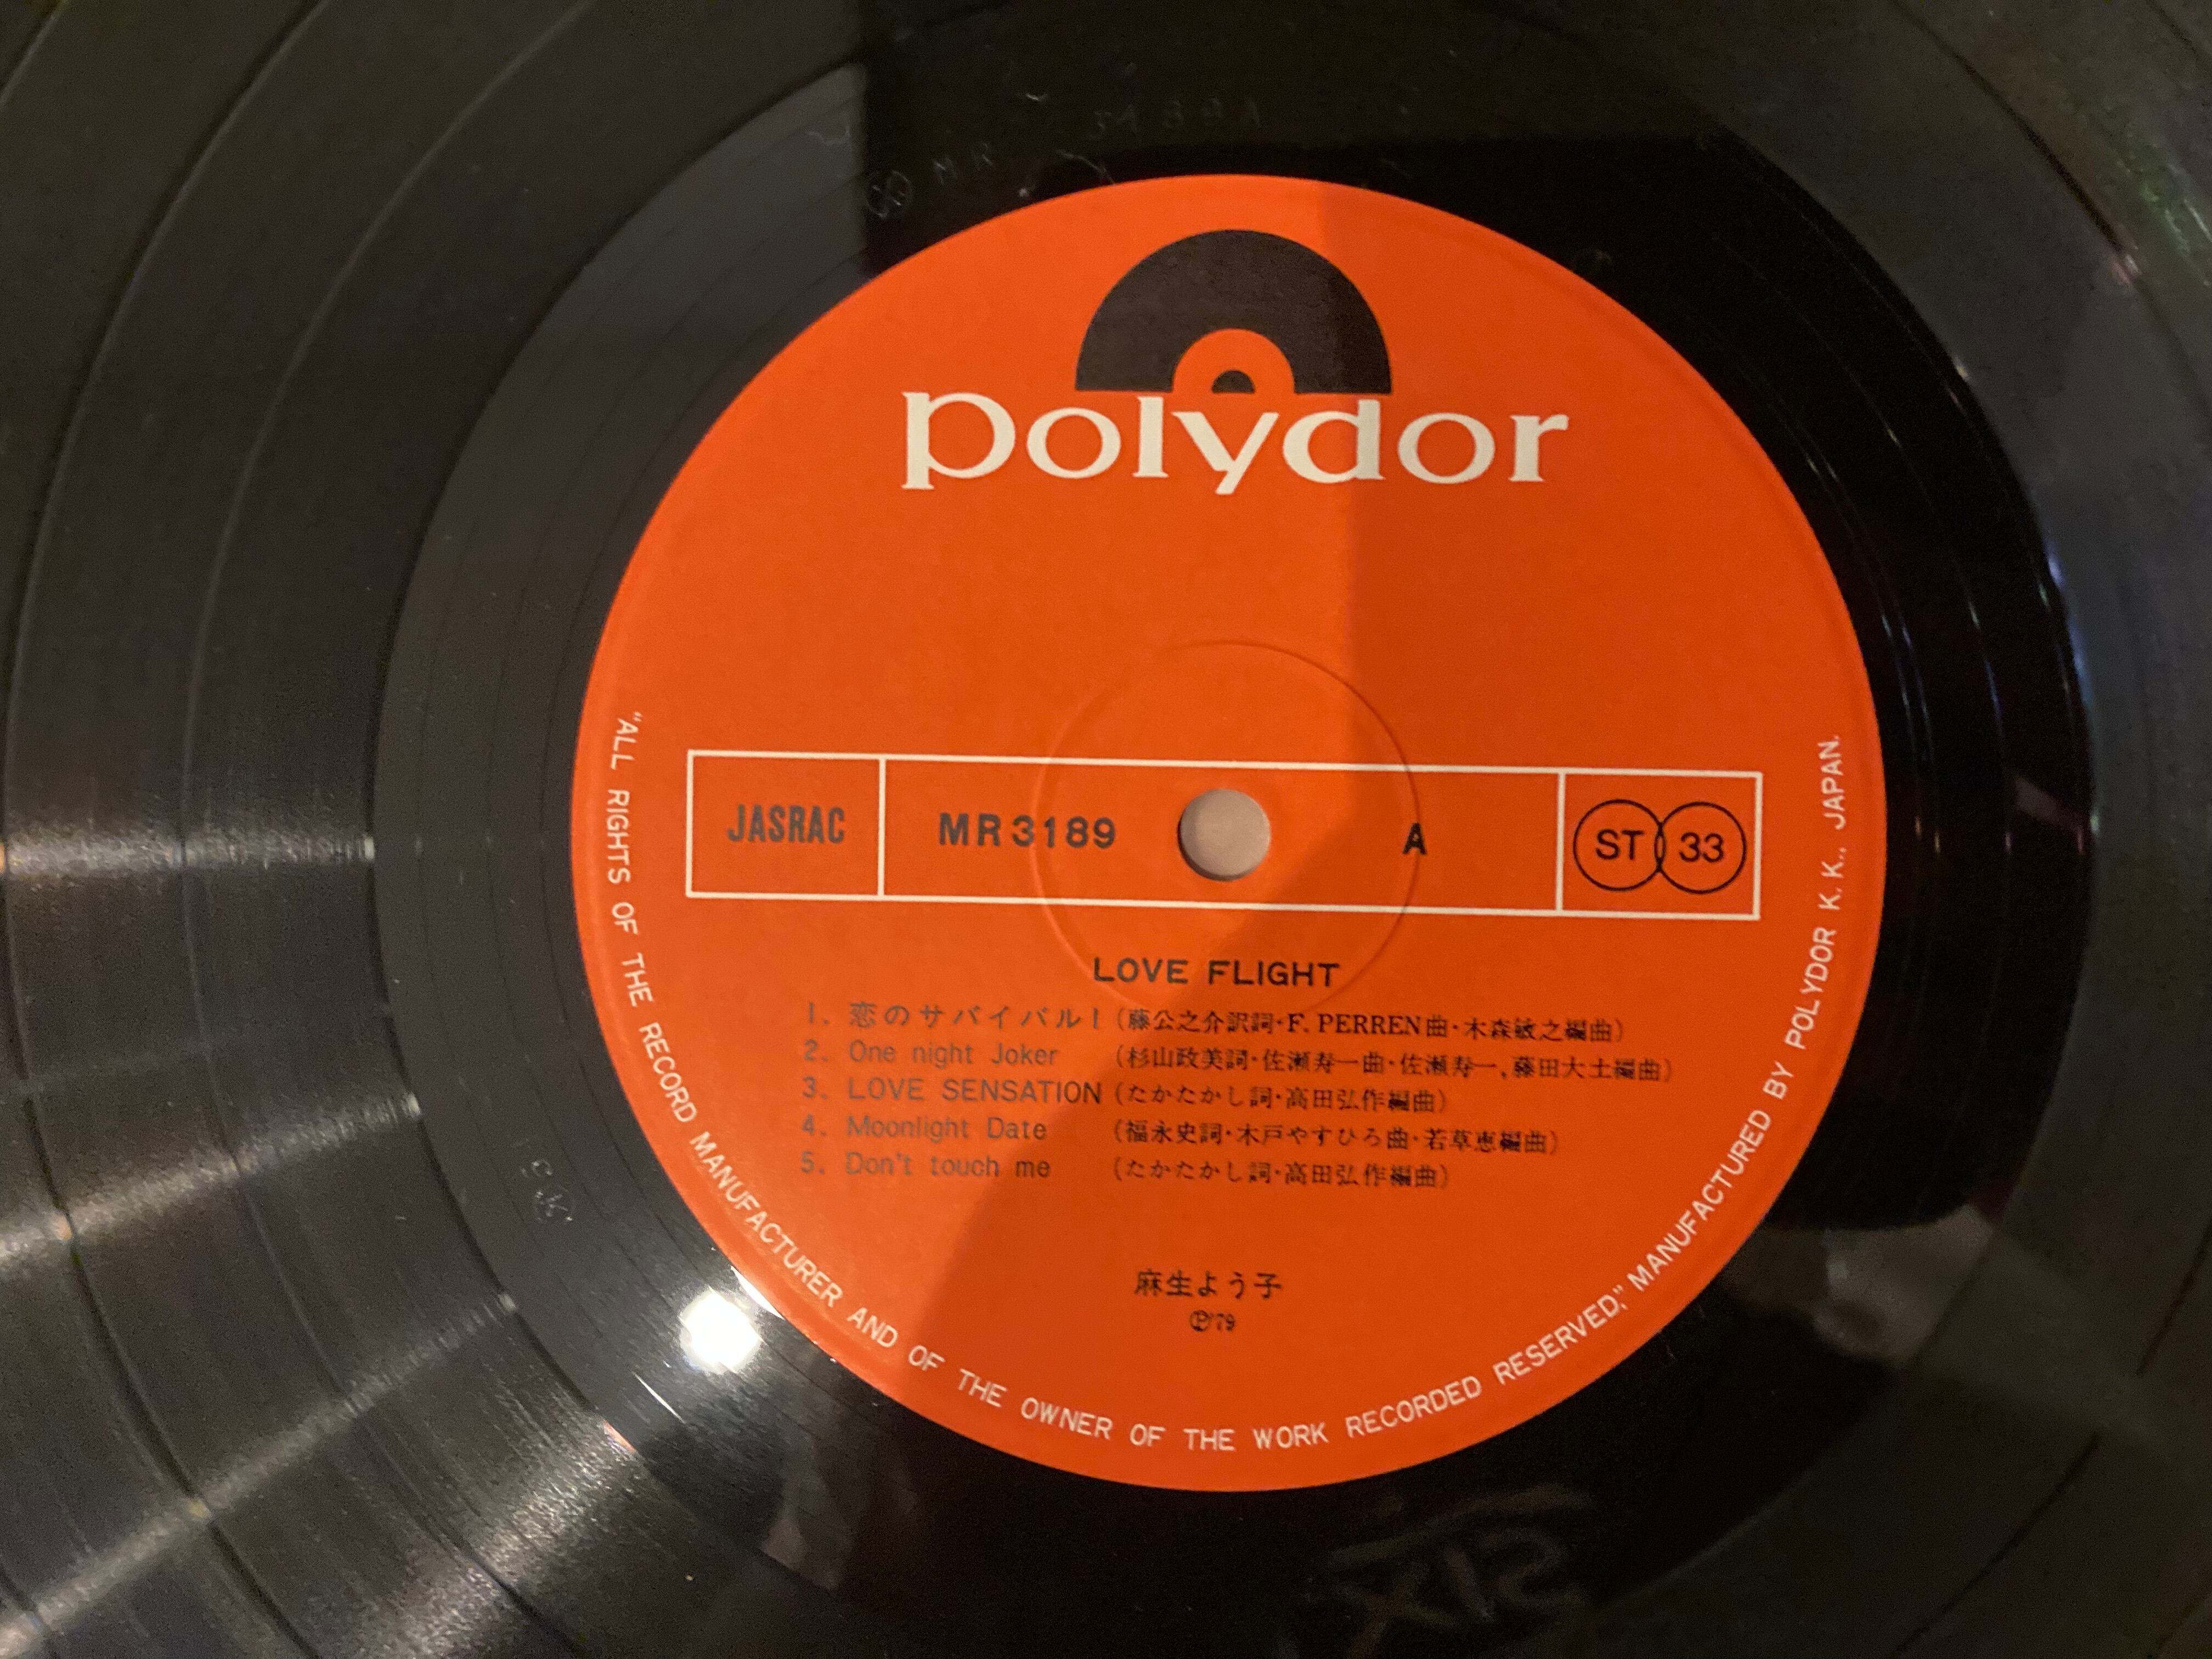 polydor
JASRAC MR 3189 A ST 33
LOVE FLIGHT
1. 恋のサバイバル! (藤公之介訳詞・F. PERREN曲・木森敏之編曲)
2. One night Joker (杉山政美詞・佐瀬寿一曲・佐瀬寿一, 藤田大土編曲)
3. LOVE SENSATION (たかたかし詞・高田弘作編曲)
4. Moonlight Date (福永史詞・木戸やすひろ曲・若草恵編曲)
5. Don't touch me (たかたかし詞・高田弘作編曲)
麻生よう子
Ⓟ'79
"ALL RIGHTS OF THE RECORD MANUFACTURER AND OF THE OWNER OF THE WORK RECORDED RESERVED," MANUFACTURED BY POLYDOR K. K., JAPAN.